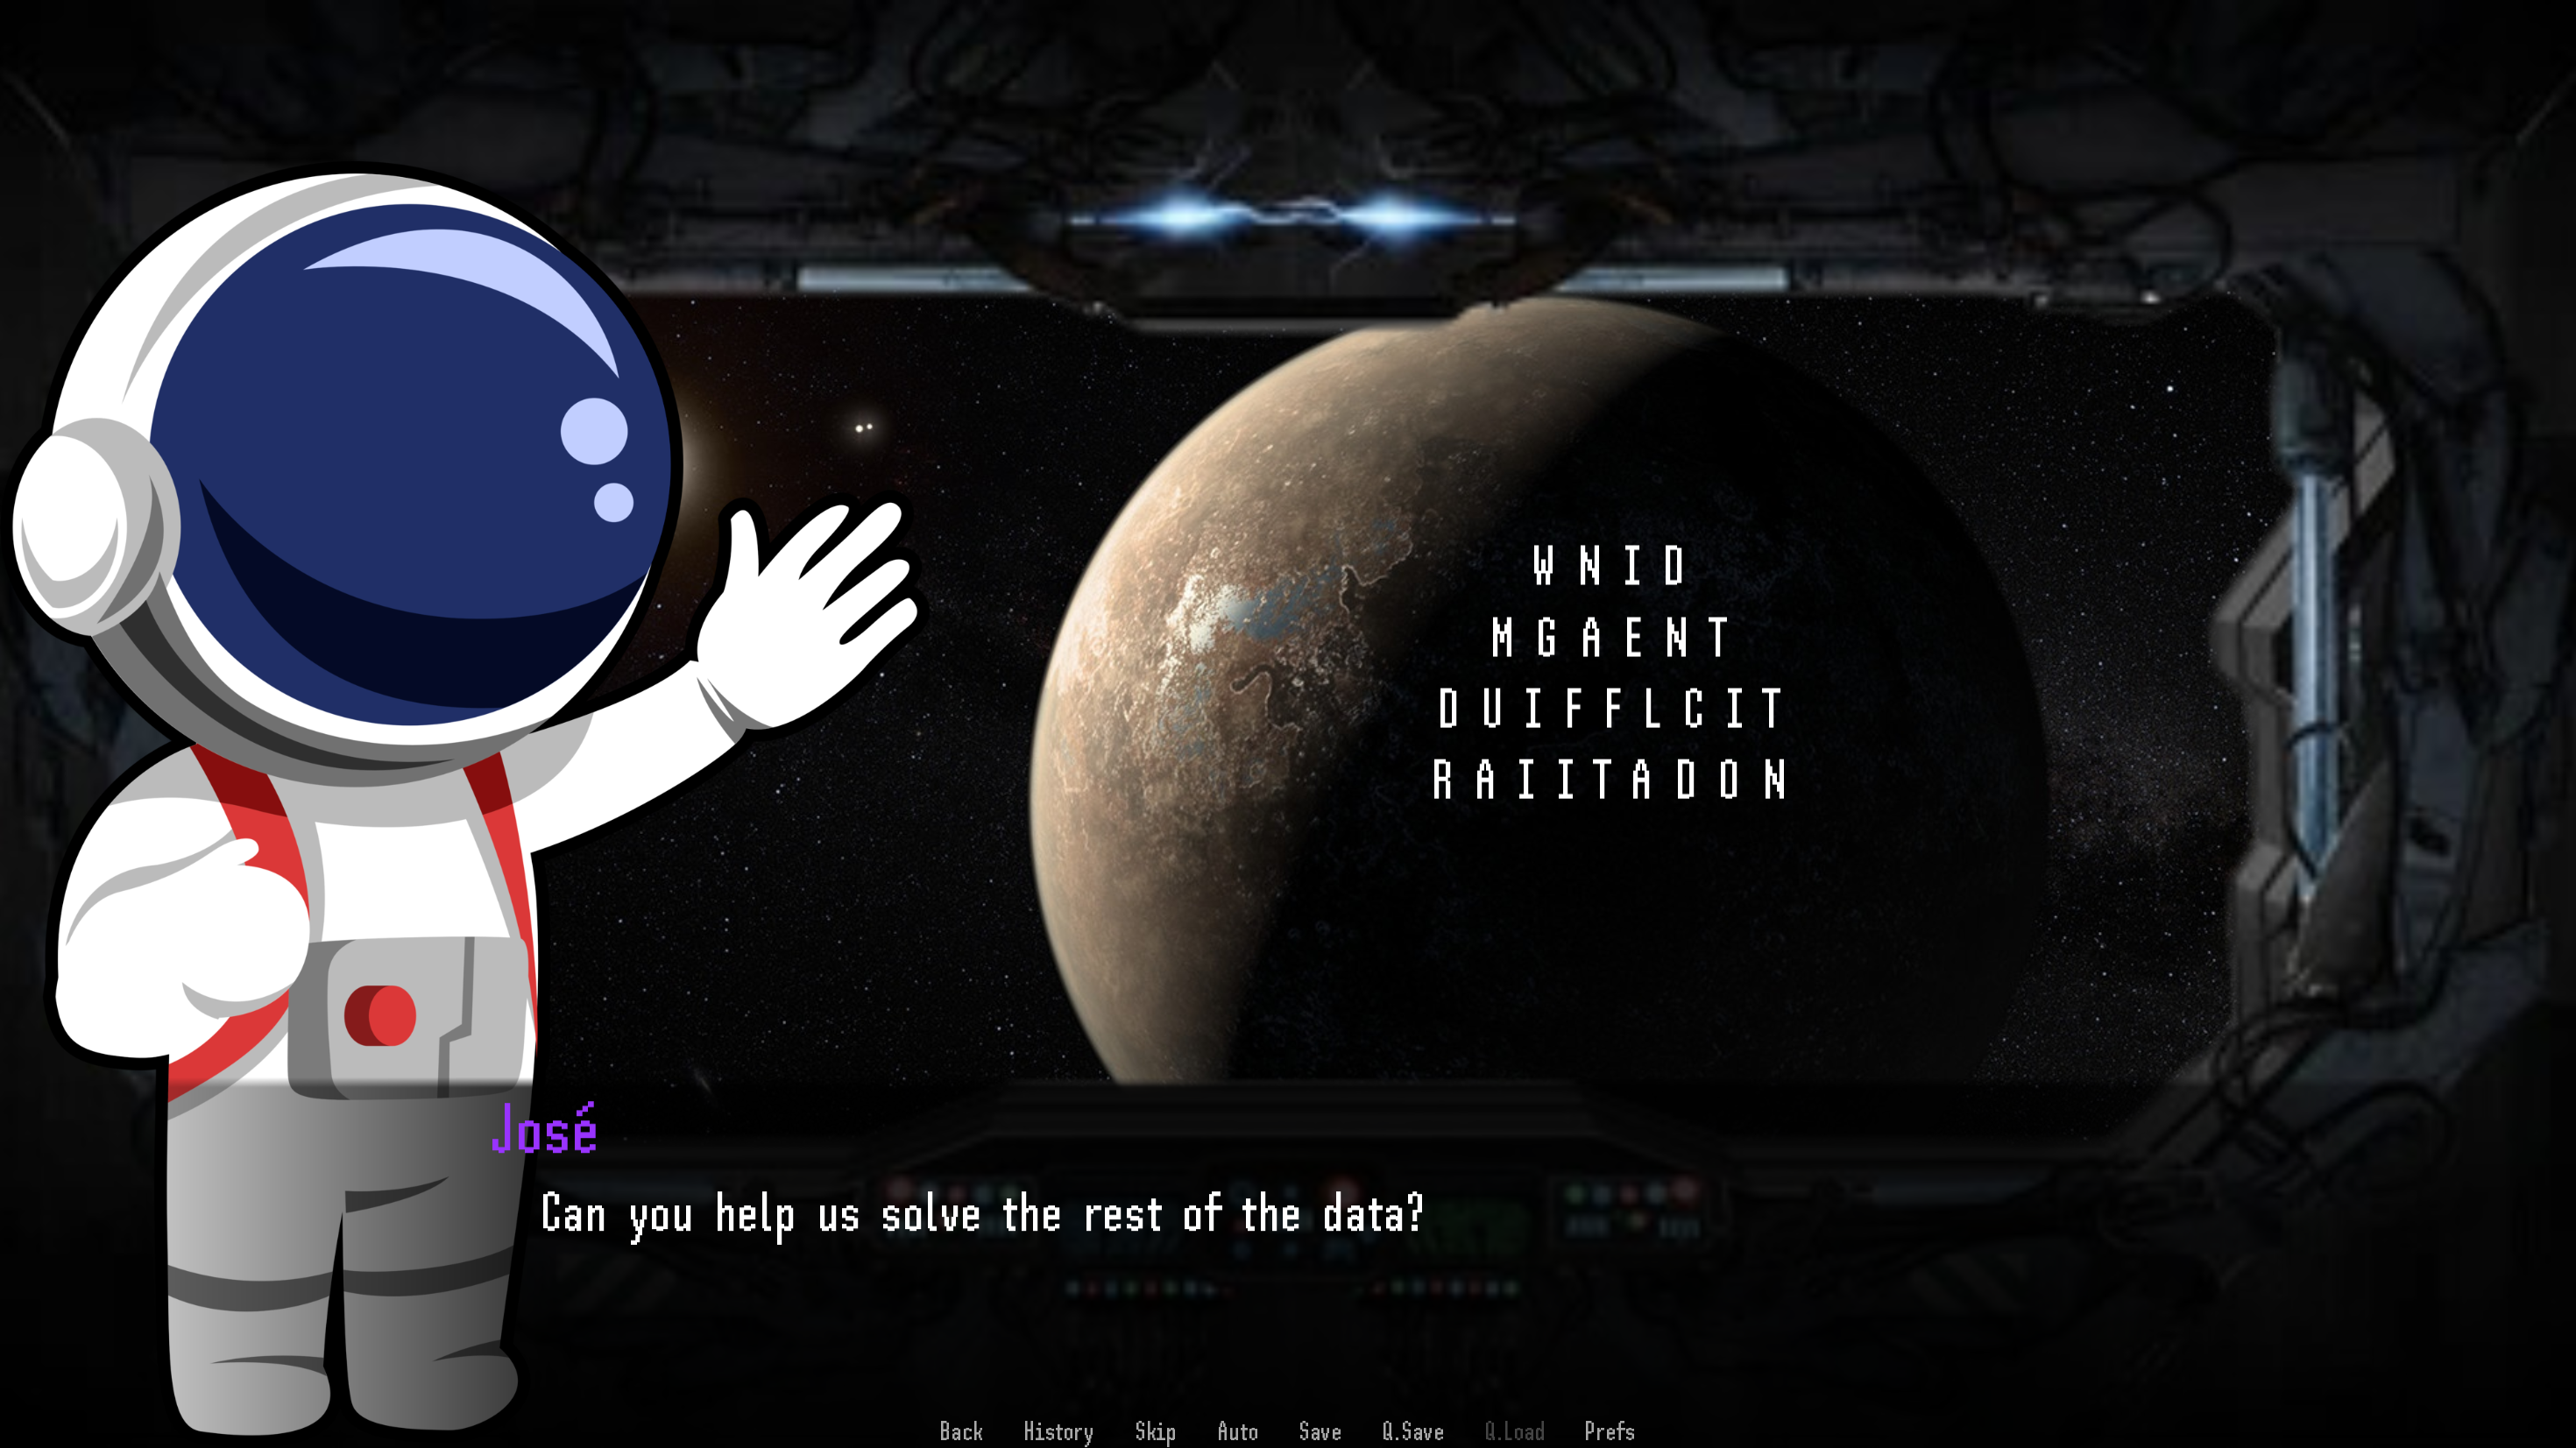 W N I D
M G A E N T
D U I F F L C I T
R A I I T A D O N
José
Can you help us solve the rest of the data?
Back History Skip Auto Save Q.Save Q.Load Prefs